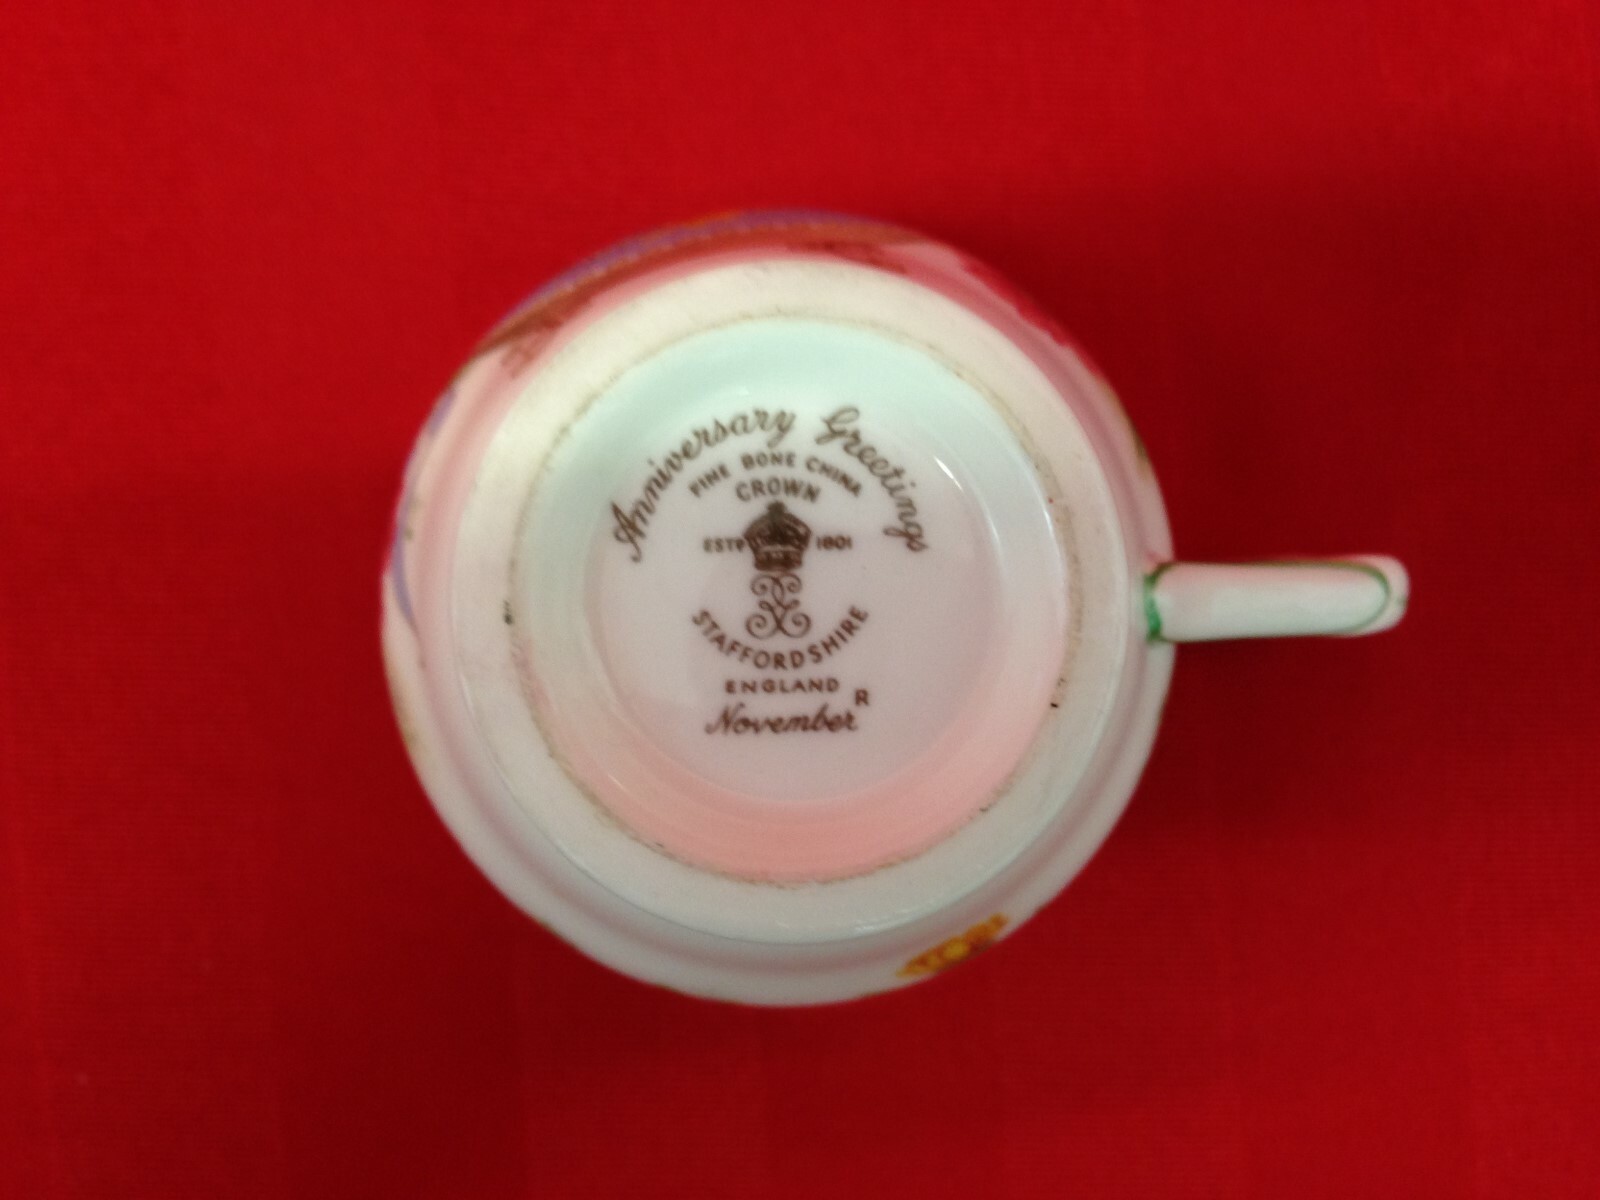 Anniversary Greetings
FINE BONE CHINA
CROWN
ESTD 1801
STAFFORDSHIRE
ENGLAND
November R